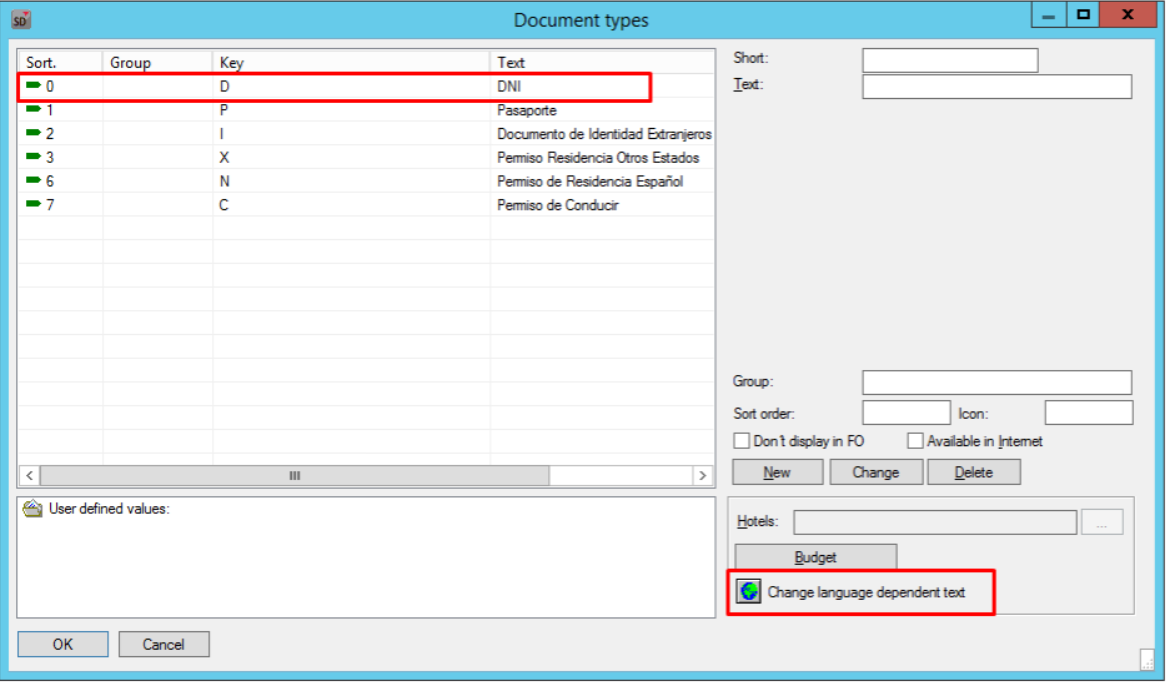 SD
Document types
Sort. Group Key Text
0 D DNI
1 P Pasaporte
2 I Documento de Identidad Extranjeros
3 X Permiso Residencia Otros Estados
6 N Permiso de Residencia Español
7 C Permiso de Conducir
Short:
Text:
Group:
Sort order: Icon:
Don't display in FO Available in Internet
New Change Delete
User defined values:
Hotels: ...
Budget
Change language dependent text
OK Cancel